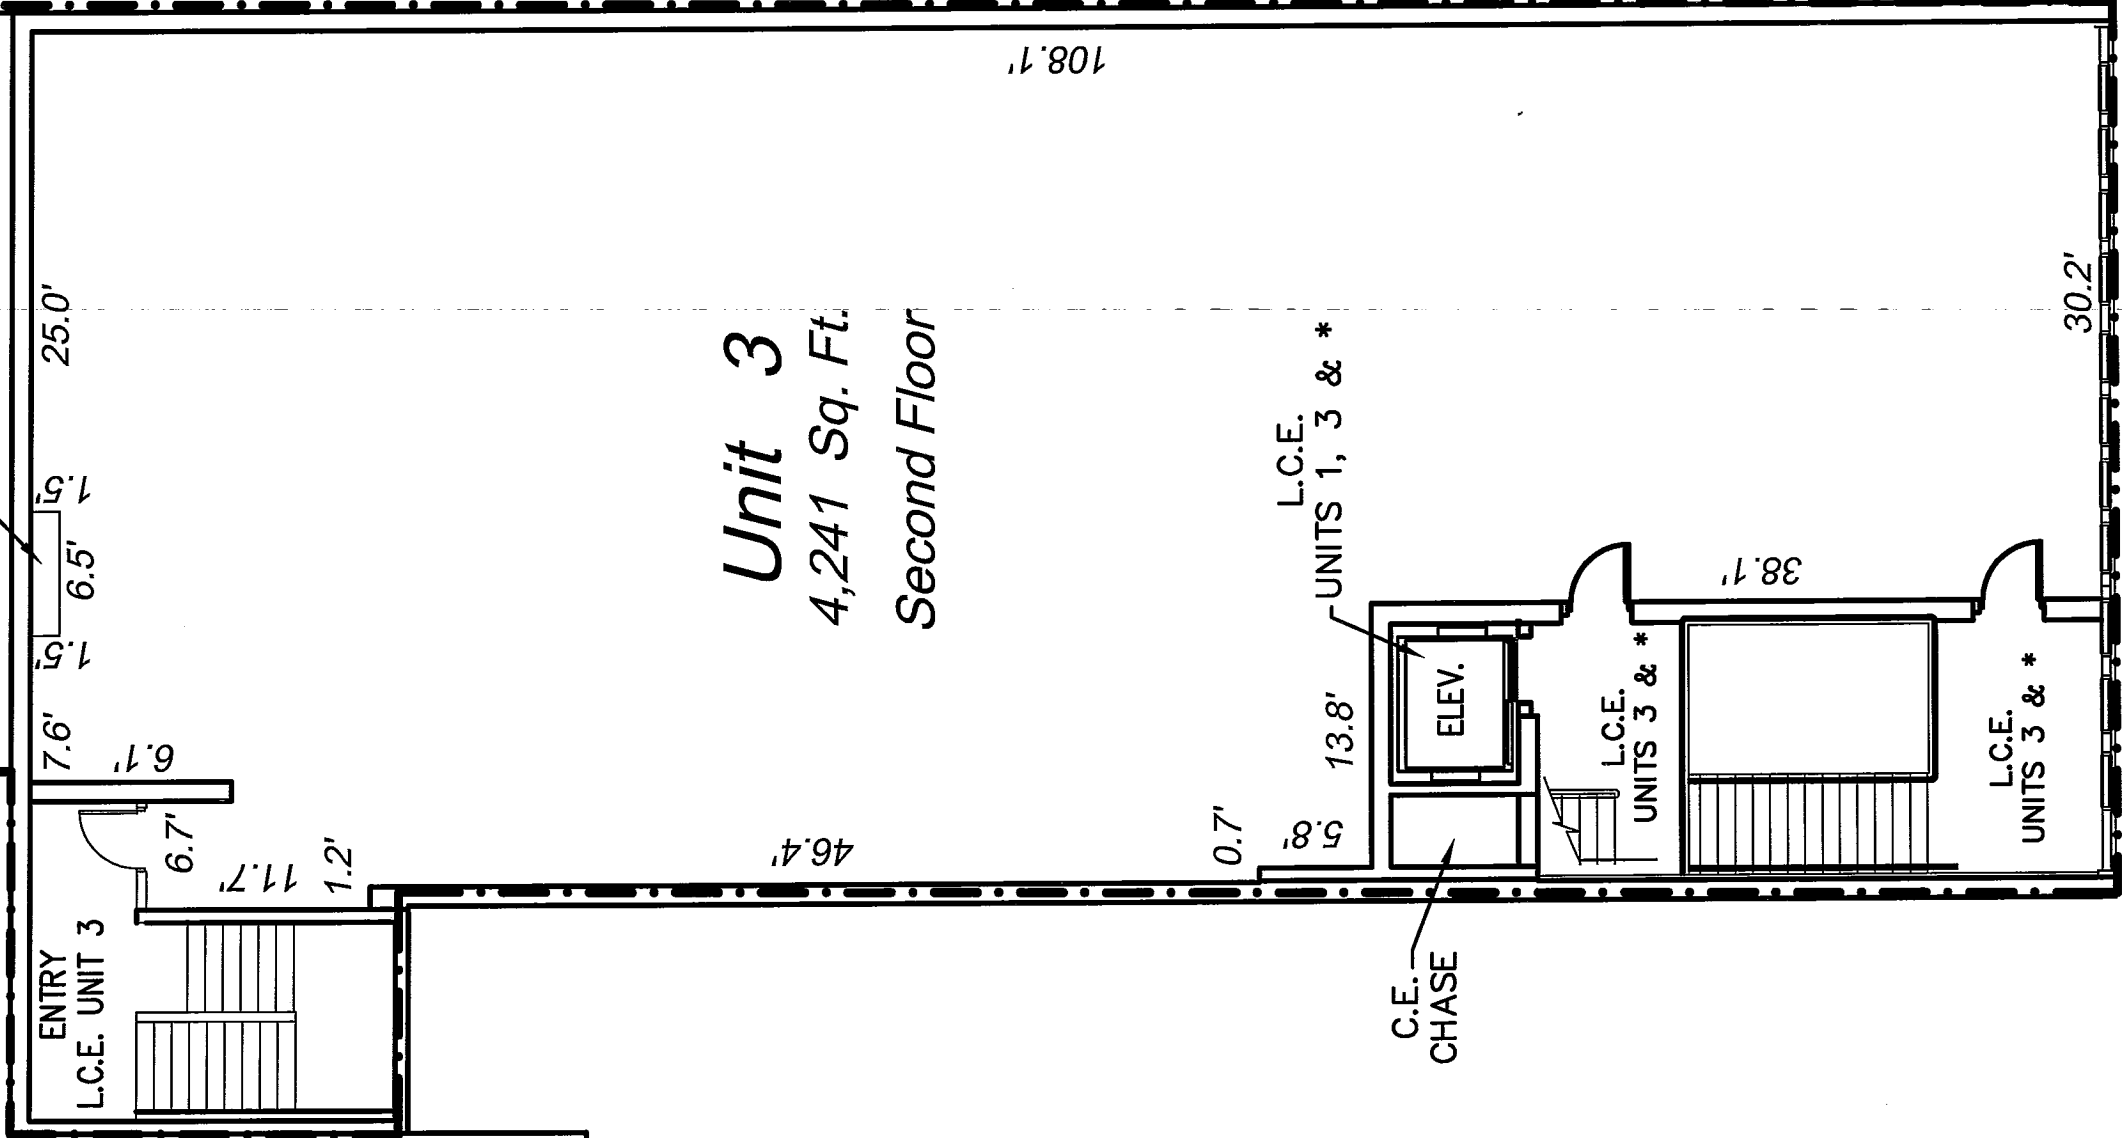 Unit 3
4,241 Sq. Ft.
Second Floor
108.1'
25.0'
1.5'
6.5'
1.5'
7.6'
6.1'
6.7'
11.7'
1.2'
46.4'
0.7'
5.8'
13.8'
38.1'
30.2'
ENTRY
L.C.E. UNIT 3
L.C.E.
UNITS 1, 3 & *
ELEV.
L.C.E.
UNITS 3 & *
L.C.E.
UNITS 3 & *
C.E.
CHASE